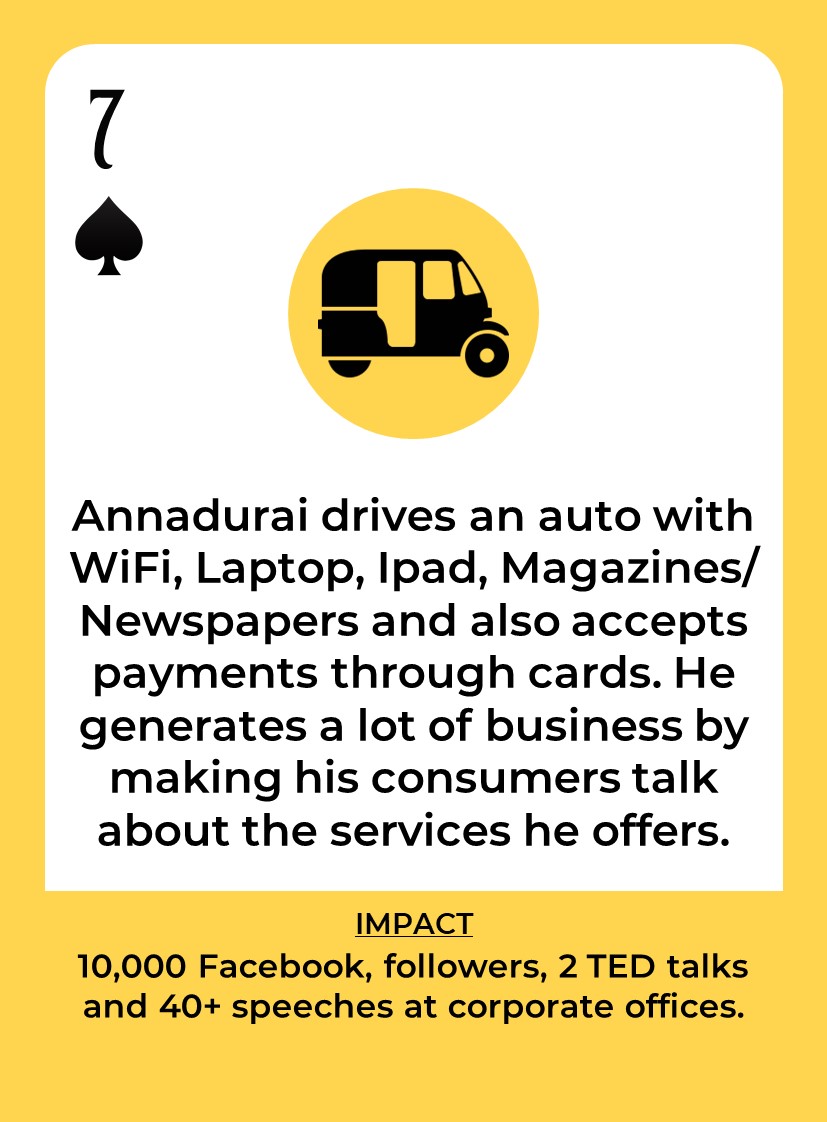 7
Annadurai drives an auto with
WiFi, Laptop, Ipad, Magazines/
Newspapers and also accepts
payments through cards. He
generates a lot of business by
making his consumers talk
about the services he offers.
IMPACT
10,000 Facebook, followers, 2 TED talks
and 40+ speeches at corporate offices.